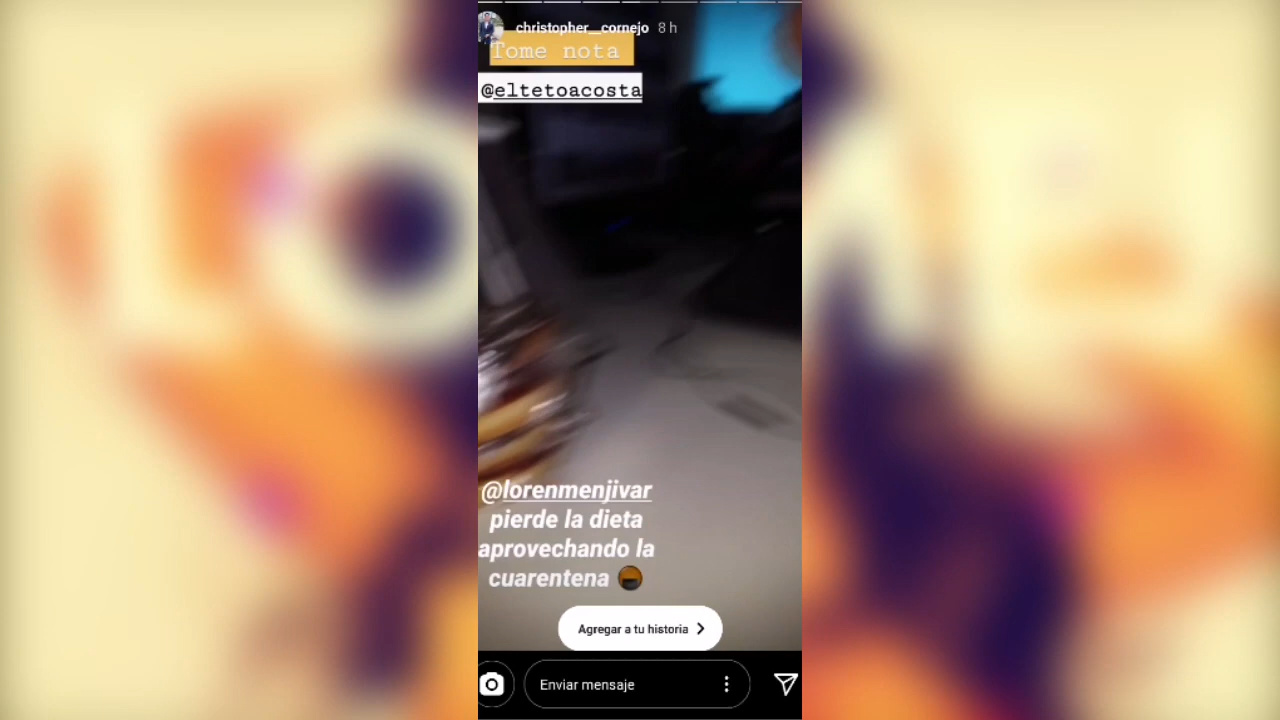 christopher__cornejo 8 h
Tome nota
@eltetoacosta
@lorenmenjivar
pierde la dieta
aprovechando la
cuarentena
Agregar a tu historia
Enviar mensaje